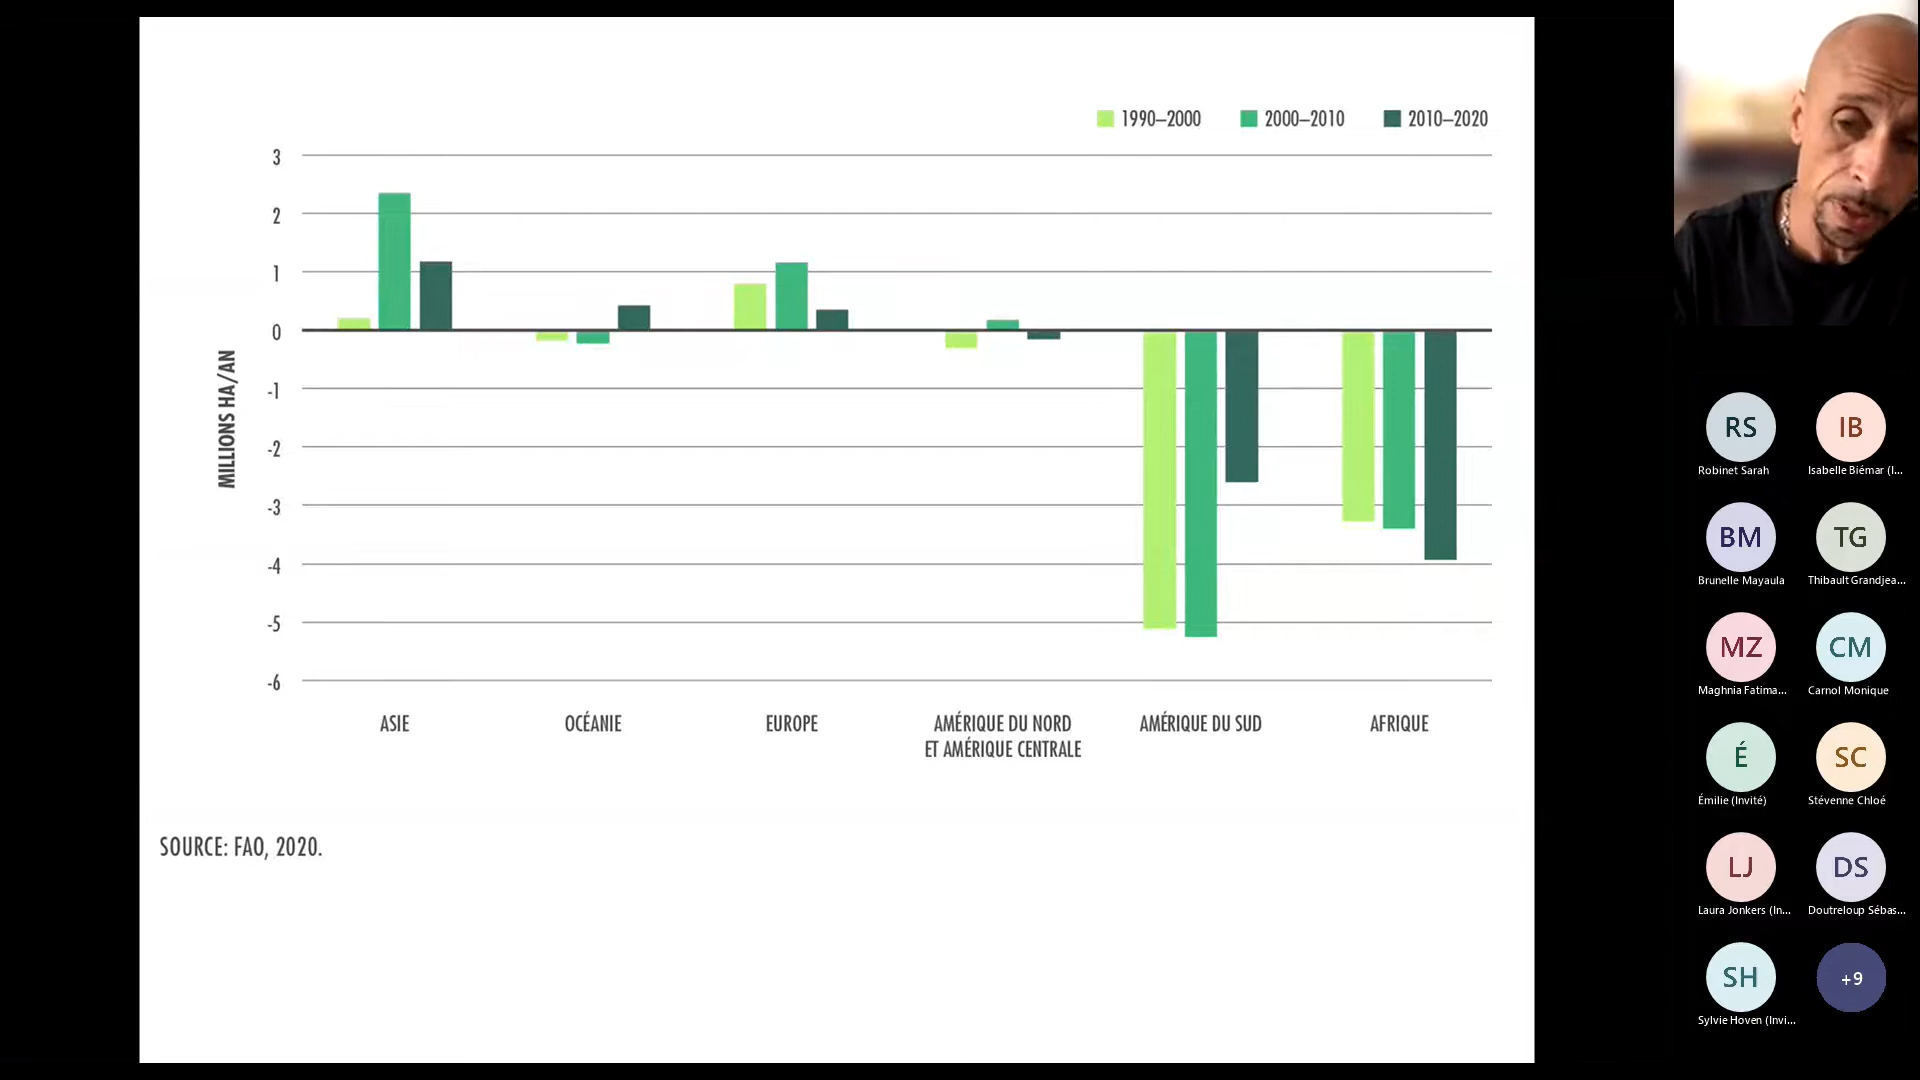 1990–2000 2000–2010 2010–2020
3
2
1
0
-1
-2
-3
-4
-5
-6
MILLIONS HA/AN
ASIE
OCÉANIE
EUROPE
AMÉRIQUE DU NORD
ET AMÉRIQUE CENTRALE
AMÉRIQUE DU SUD
AFRIQUE
SOURCE: FAO, 2020.
RS
Robinet Sarah
IB
Isabelle Biémar (I...
BM
Brunelle Mayaula
TG
Thibault Grandjea...
MZ
Maghnia Fatima...
CM
Carnol Monique
É
Émilie (Invité)
SC
Stévenne Chloé
LJ
Laura Jonkers (In...
DS
Doutreloup Sébas...
SH
Sylvie Hoven (Invi...
+9